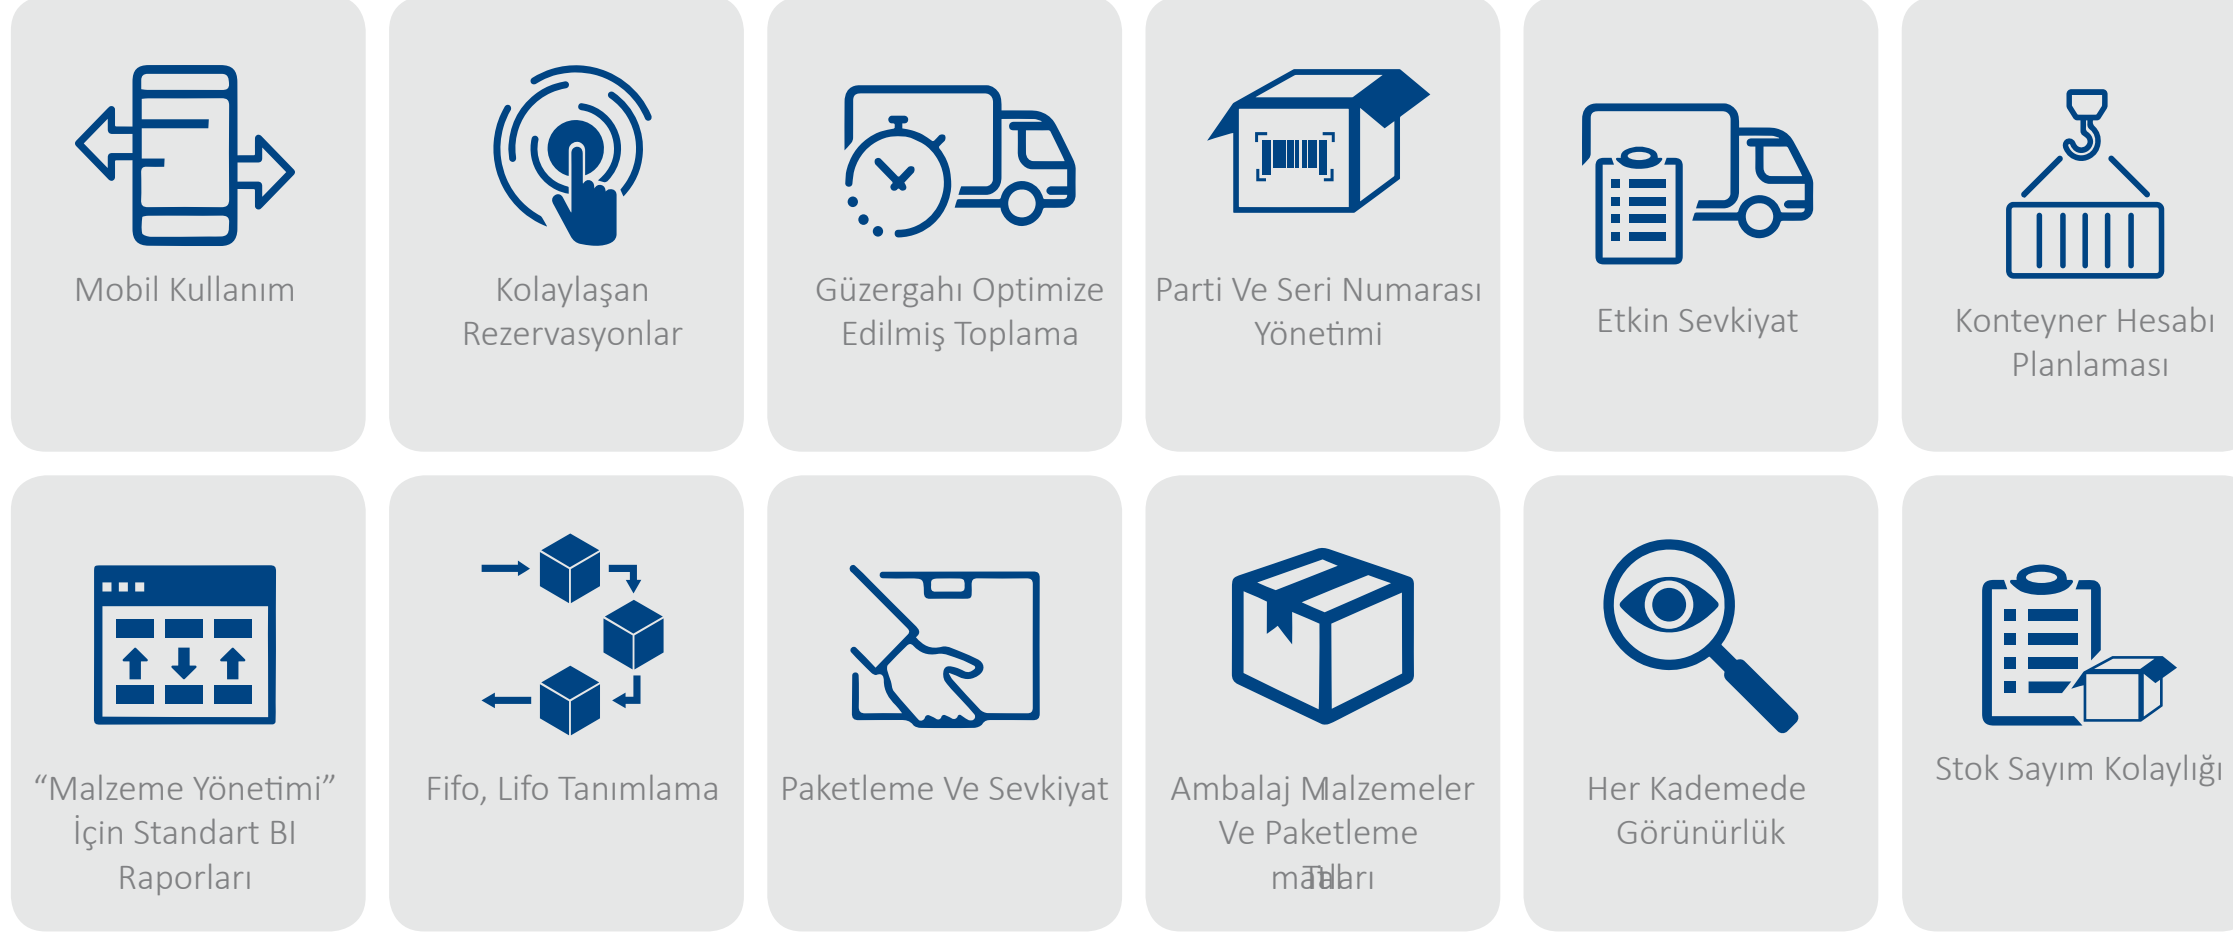 Mobil Kullanım
Kolaylaşan
Rezervasyonlar
Güzergahı Optimize
Edilmiş Toplama
Parti Ve Seri Numarası
Yönetimi
Etkin Sevkiyat
Konteyner Hesabı
Planlaması
“Malzeme Yönetimi”
İçin Standart BI
Raporları
Fifo, Lifo Tanımlama
Paketleme Ve Sevkiyat
Ambalaj Malzemeler
Ve Paketleme
Her Kademede
Görünürlük
Stok Sayım Kolaylığı